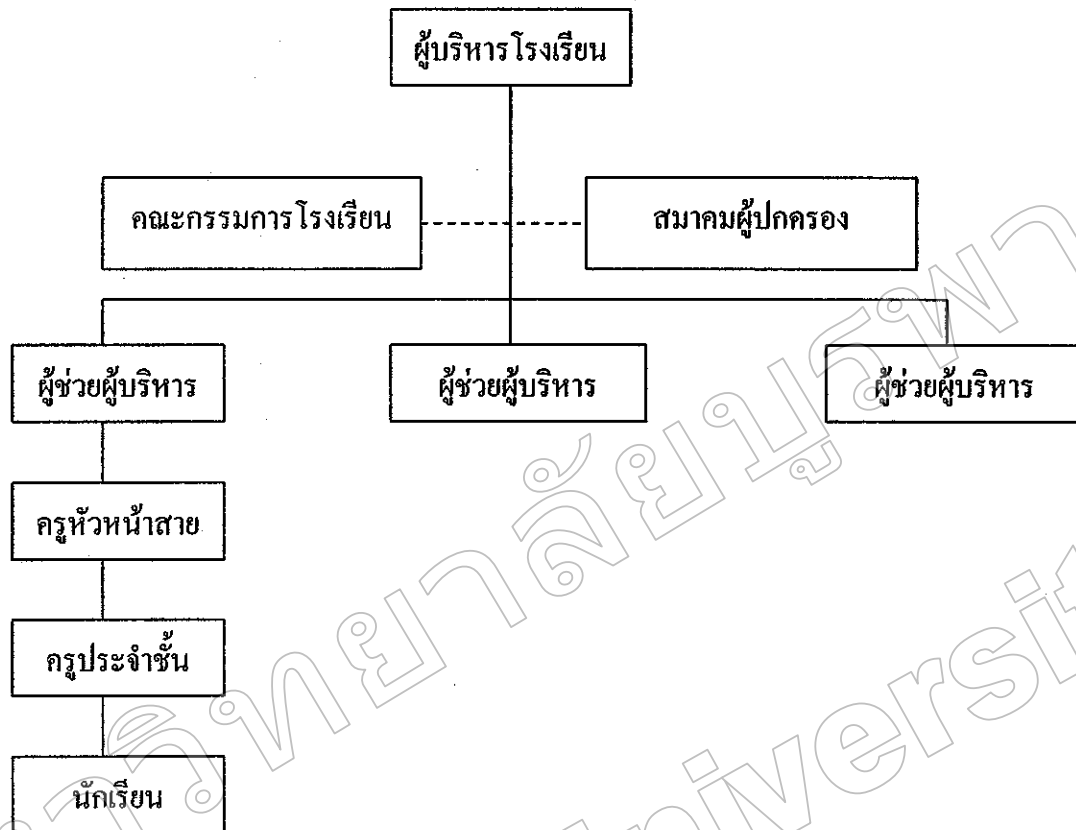 ผู้บริหารโรงเรียน
คณะกรรมการโรงเรียน
สมาคมผู้ปกครอง
ผู้ช่วยผู้บริหาร
ผู้ช่วยผู้บริหาร
ผู้ช่วยผู้บริหาร
ครูหัวหน้าสาย
ครูประจำชั้น
นักเรียน